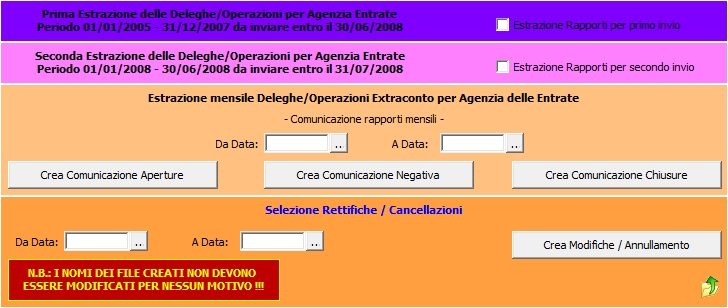 Prima Estrazione delle Deleghe/Operazioni per Agenzia Entrate
Periodo 01/01/2005 - 31/12/2007 da inviare entro il 30/06/2008
Estrazione Rapporti per primo invio
Seconda Estrazione delle Deleghe/Operazioni per Agenzia Entrate
Periodo 01/01/2008 - 30/06/2008 da inviare entro il 31/07/2008
Estrazione Rapporti per secondo invio
Estrazione mensile Deleghe/Operazioni Extraconto per Agenzia delle Entrate
- Comunicazione rapporti mensili -
Da Data: ... A Data: ...
Crea Comunicazione Aperture Crea Comunicazione Negativa Crea Comunicazione Chiusure
Selezione Rettifiche / Cancellazioni
Da Data: ... A Data: ... Crea Modifiche / Annullamento
N.B.: I NOMI DEI FILE CREATI NON DEVONO
ESSERE MODIFICATI PER NESSUN MOTIVO !!!